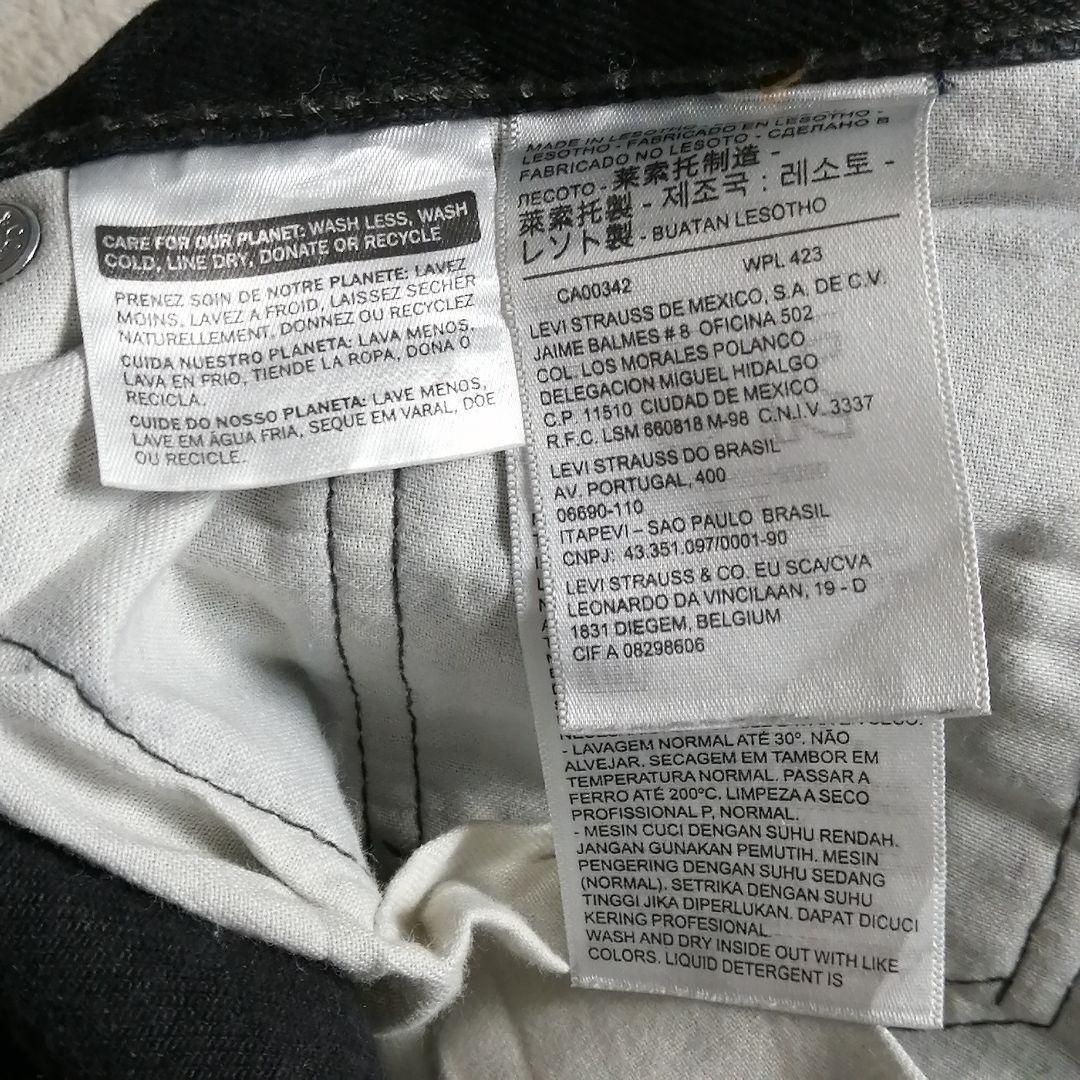 CARE FOR OUR PLANET: WASH LESS, WASH
COLD, LINE DRY, DONATE OR RECYCLE
PRENEZ SOIN DE NOTRE PLANETE: LAVEZ
MOINS, LAVEZ A FROID, LAISSEZ SÉCHER
NATURELLEMENT, DONNEZ OU RECYCLEZ
CUIDA NUESTRO PLANETA: LAVA MENOS,
LAVA EN FRIO, TIENDE LA ROPA, DONA O
RECICLA.
CUIDE DO NOSSO PLANETA: LAVE MENOS,
LAVE EM ÁGUA FRIA, SEQUE EM VARAL, DOE
OU RECICLE.
MADE IN LESOTHO - FABRIQUÉ EN LESOTHO -
LESOTHO - FABRICADO EN LESOTHO -
FABRICADO NO LESOTO - СДЕЛАНО В
ЛЕСОТО - 莱索托制造 -
萊索托製 - 제조국 : 레소토 -
レソト製 - BUATAN LESOTHO
CA00342 WPL 423
LEVI STRAUSS DE MEXICO, S.A. DE C.V.
JAIME BALMES # 8 OFICINA 502
COL. LOS MORALES POLANCO
DELEGACION MIGUEL HIDALGO
C.P. 11510 CIUDAD DE MEXICO
R.F.C. LSM 660818 M-98 C.N.I.V. 3337
LEVI STRAUSS DO BRASIL
AV. PORTUGAL, 400
06690-110
ITAPEVI – SAO PAULO BRASIL
CNPJ: 43.351.097/0001-90
LEVI STRAUSS & CO. EU SCA/CVA
LEONARDO DA VINCILAAN, 19 - D
1831 DIEGEM, BELGIUM
CIF A 08298606
- LAVAGEM NORMAL ATÉ 30º. NÃO
ALVEJAR. SECAGEM EM TAMBOR EM
TEMPERATURA NORMAL. PASSAR A
FERRO ATÉ 200ºC. LIMPEZA A SECO
PROFISSIONAL P, NORMAL.
- MESIN CUCI DENGAN SUHU RENDAH.
JANGAN GUNAKAN PEMUTIH. MESIN
PENGERING DENGAN SUHU SEDANG
(NORMAL). SETRIKA DENGAN SUHU
TINGGI JIKA DIPERLUKAN. DAPAT DICUCI
KERING PROFESIONAL
WASH AND DRY INSIDE OUT WITH LIKE
COLORS. LIQUID DETERGENT IS